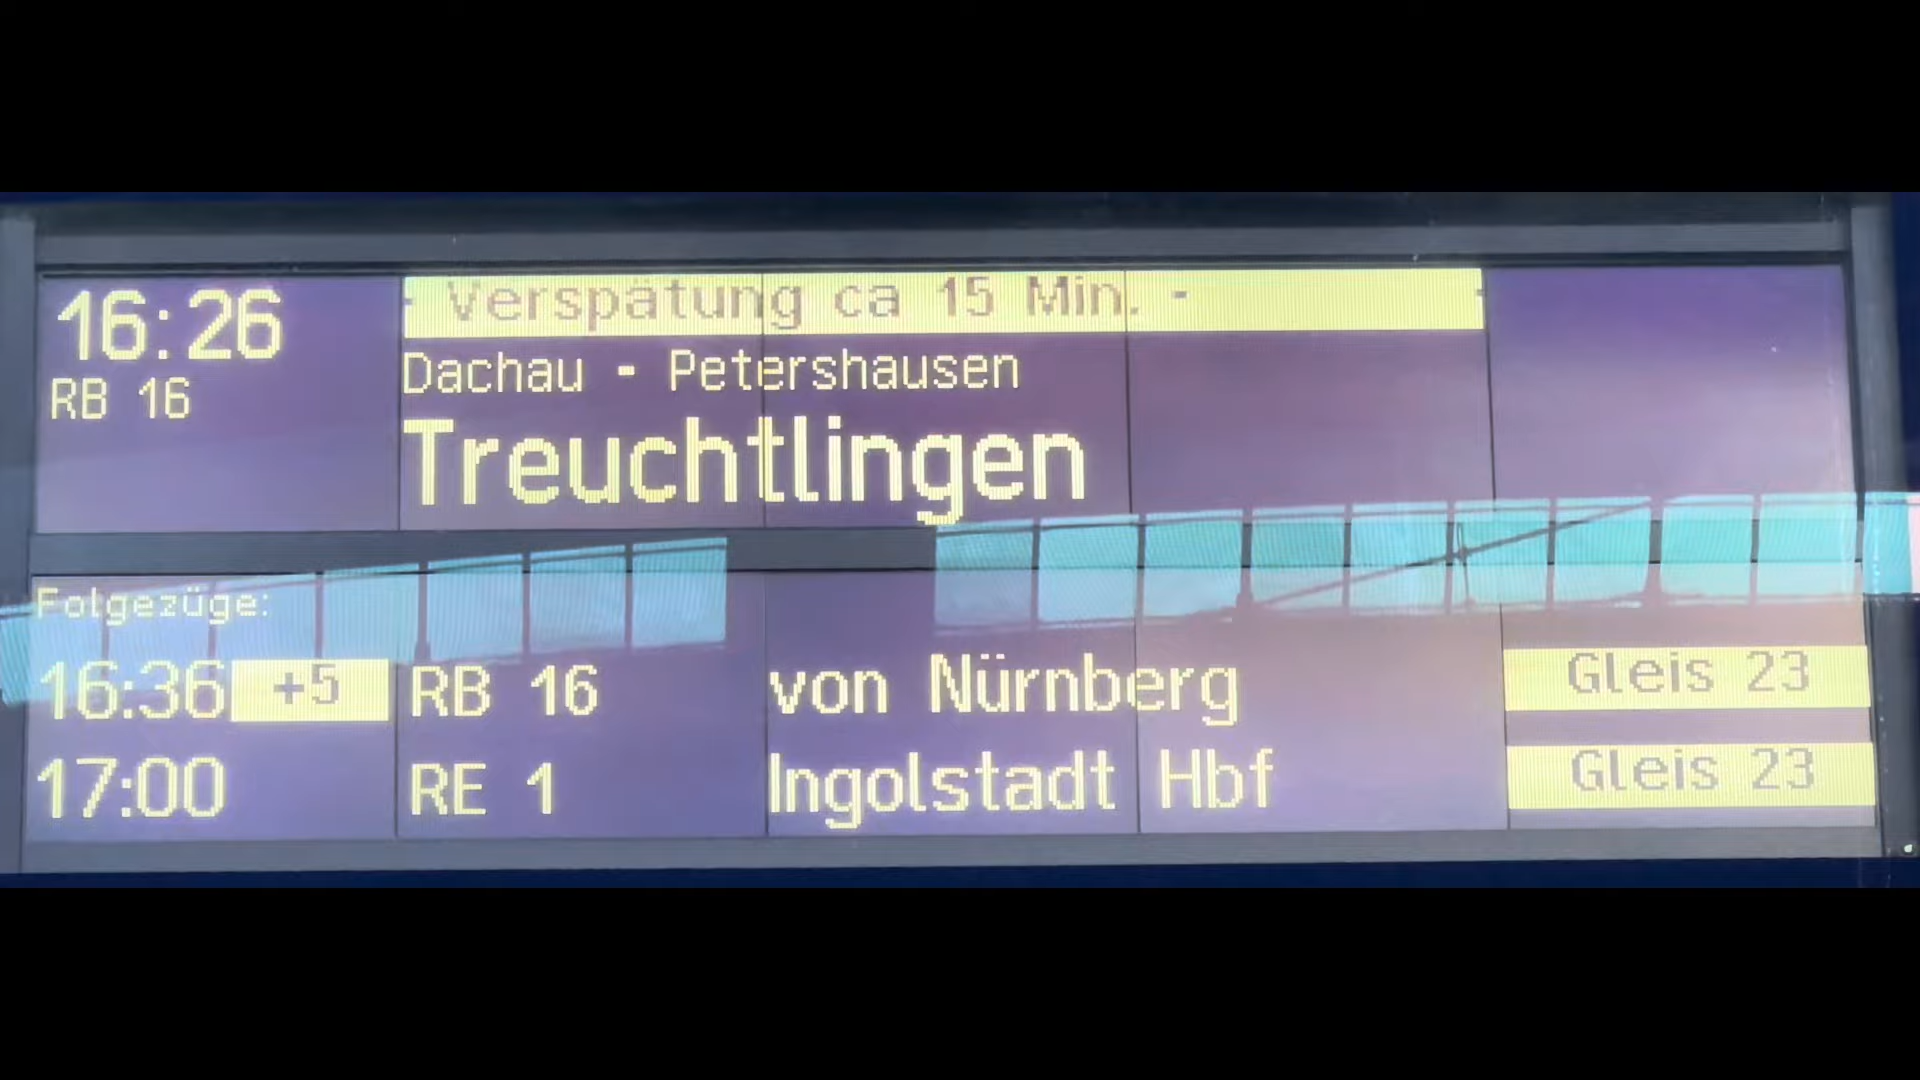 16:26 - Verspätung ca 15 Min. - -
RB 16 Dachau - Petershausen
Treuchtlingen
Folgezüge:
16:36 +5 RB 16 von Nürnberg Gleis 23
17:00 RE 1 Ingolstadt Hbf Gleis 23